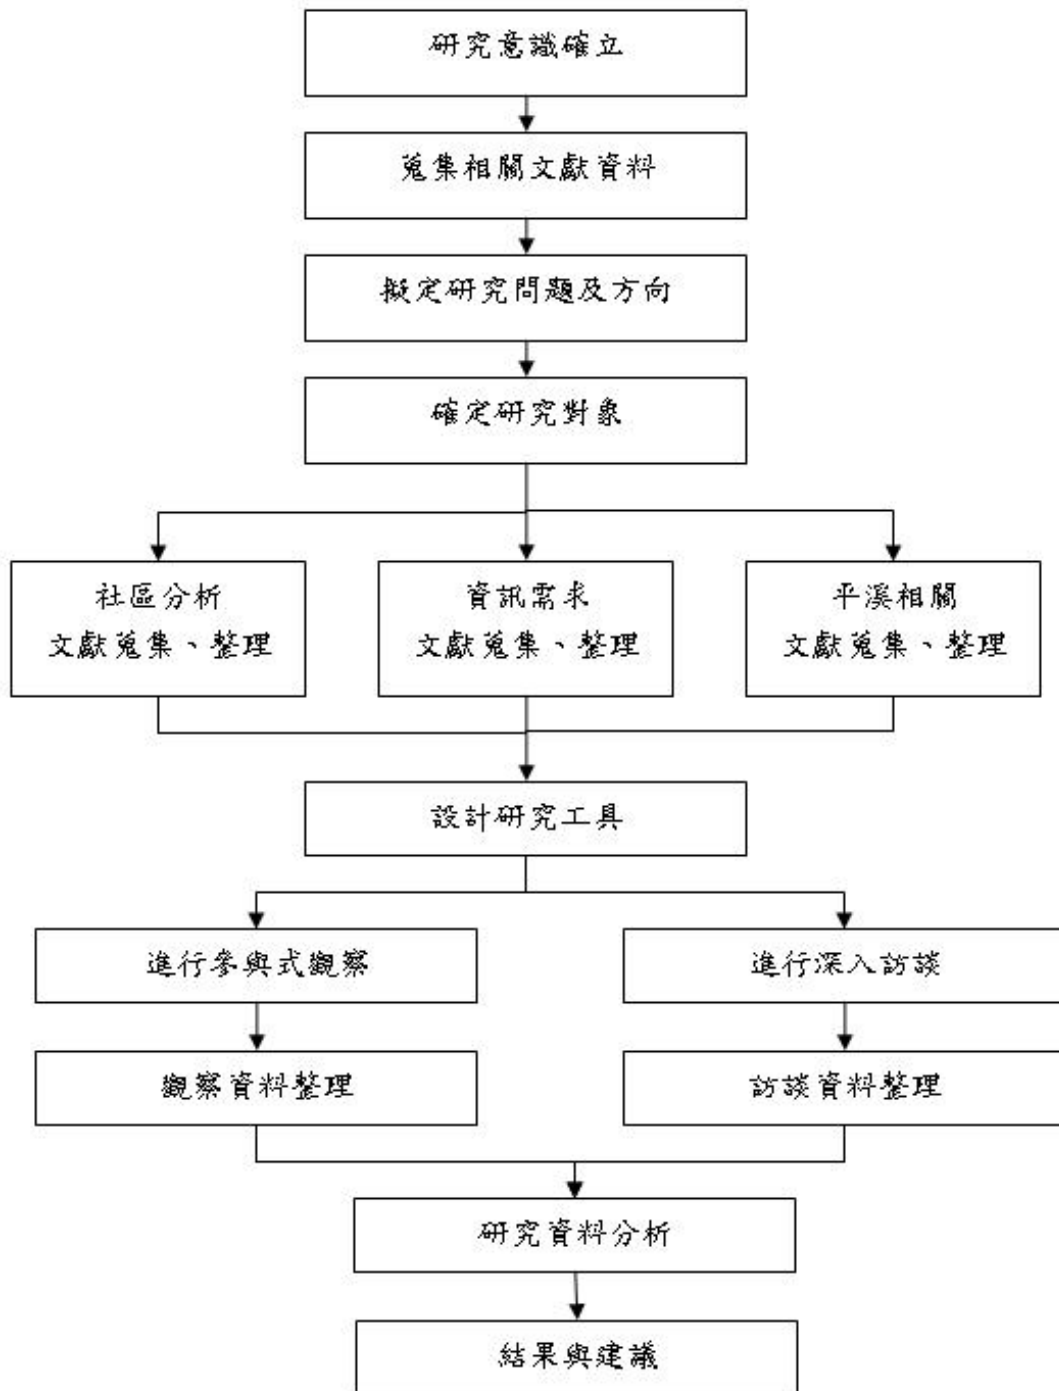 研究意識確立
蒐集相關文獻資料
擬定研究問題及方向
確定研究對象
社區分析
文獻蒐集、整理
資訊需求
文獻蒐集、整理
平溪相關
文獻蒐集、整理
設計研究工具
進行參與式觀察
進行深入訪談
觀察資料整理
訪談資料整理
研究資料分析
結果與建議